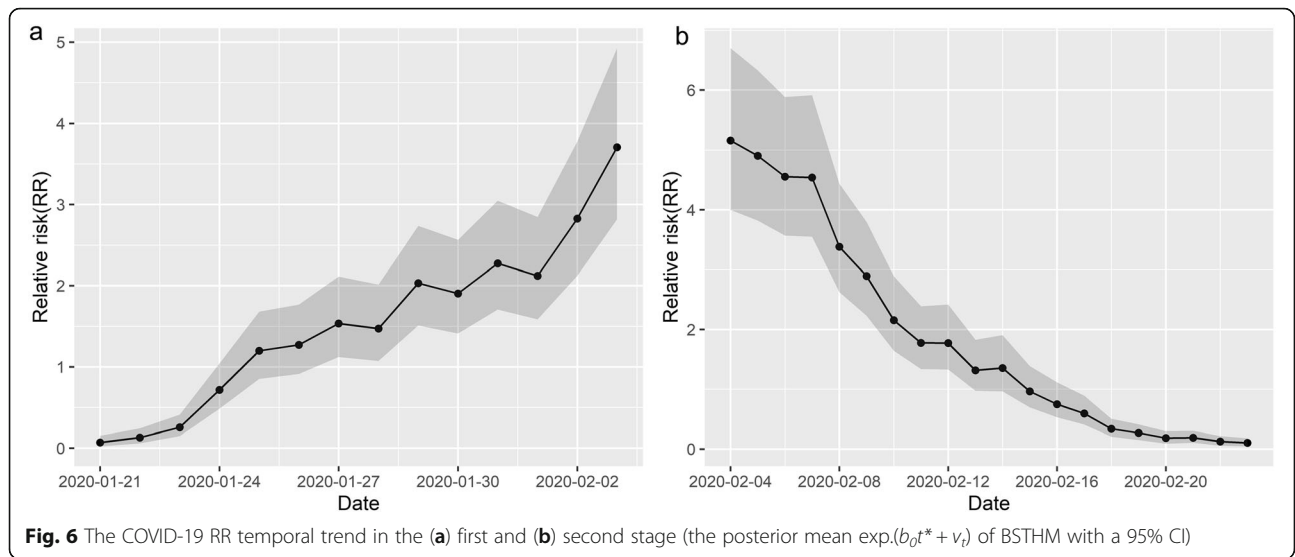 a
5
4
3
2
1
0
Relative risk(RR)
2020-01-21 2020-01-24 2020-01-27 2020-01-30 2020-02-02
Date
b
6
4
2
0
Relative risk(RR)
2020-02-04 2020-02-08 2020-02-12 2020-02-16 2020-02-20
Date
Fig. 6 The COVID-19 RR temporal trend in the (a) first and (b) second stage (the posterior mean exp.(b₀t* + vₜ) of BSTHM with a 95% CI)